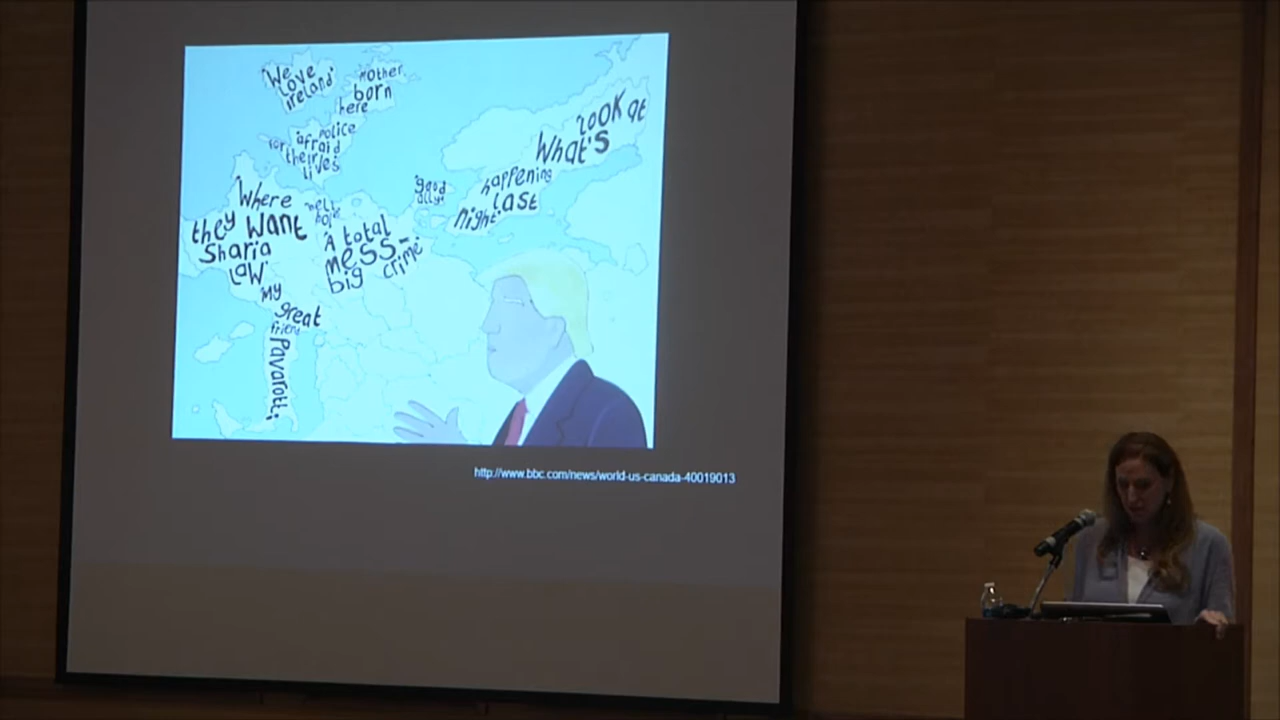 "We
Love
Ireland"
Mother
born
here
police
afraid
for their
lives
Where
they want
Sharia
Law"
"good
ally"
Look at
What's
happening
last
night"
"A total
mess-
big crime"
"My
great
friend
Pavarotti"
http://www.bbc.com/news/world-us-canada-40019013